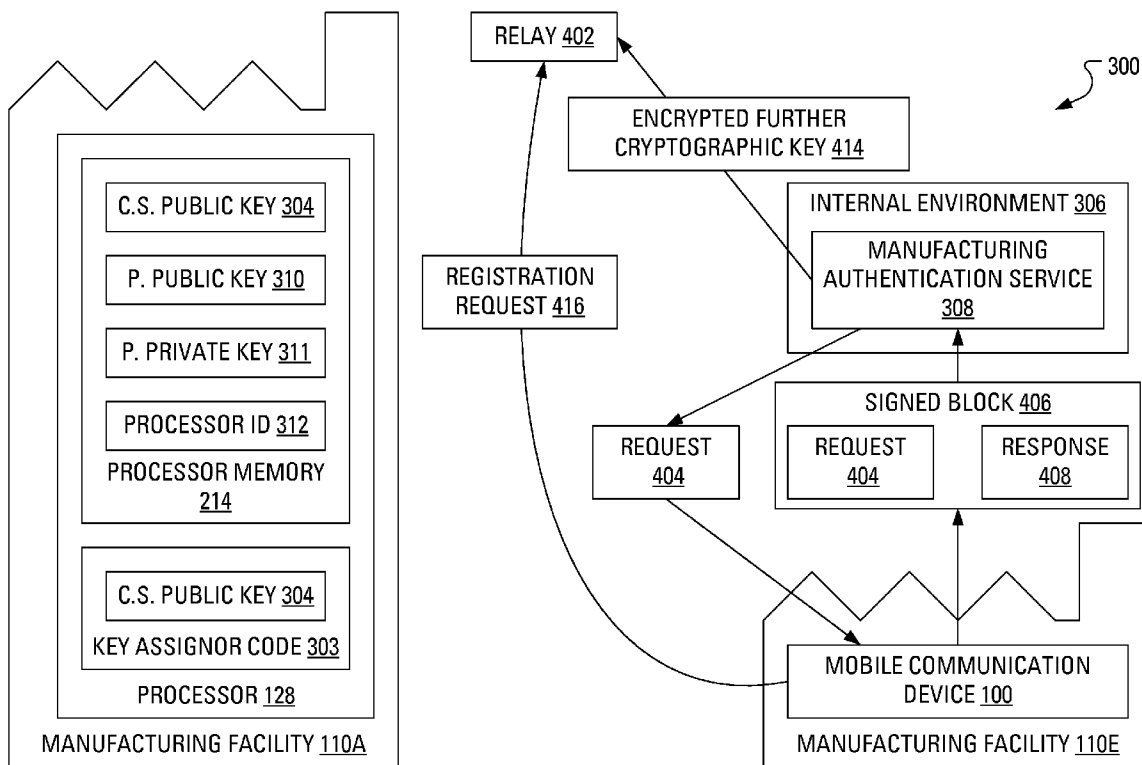 RELAY 402
300
ENCRYPTED FURTHER
CRYPTOGRAPHIC KEY 414
C.S. PUBLIC KEY 304
P. PUBLIC KEY 310
P. PRIVATE KEY 311
PROCESSOR ID 312
PROCESSOR MEMORY
214
C.S. PUBLIC KEY 304
KEY ASSIGNOR CODE 303
PROCESSOR 128
MANUFACTURING FACILITY 110A
REGISTRATION
REQUEST 416
INTERNAL ENVIRONMENT 306
MANUFACTURING
AUTHENTICATION SERVICE
308
SIGNED BLOCK 406
REQUEST
404
REQUEST
404
RESPONSE
408
MOBILE COMMUNICATION
DEVICE 100
MANUFACTURING FACILITY 110E